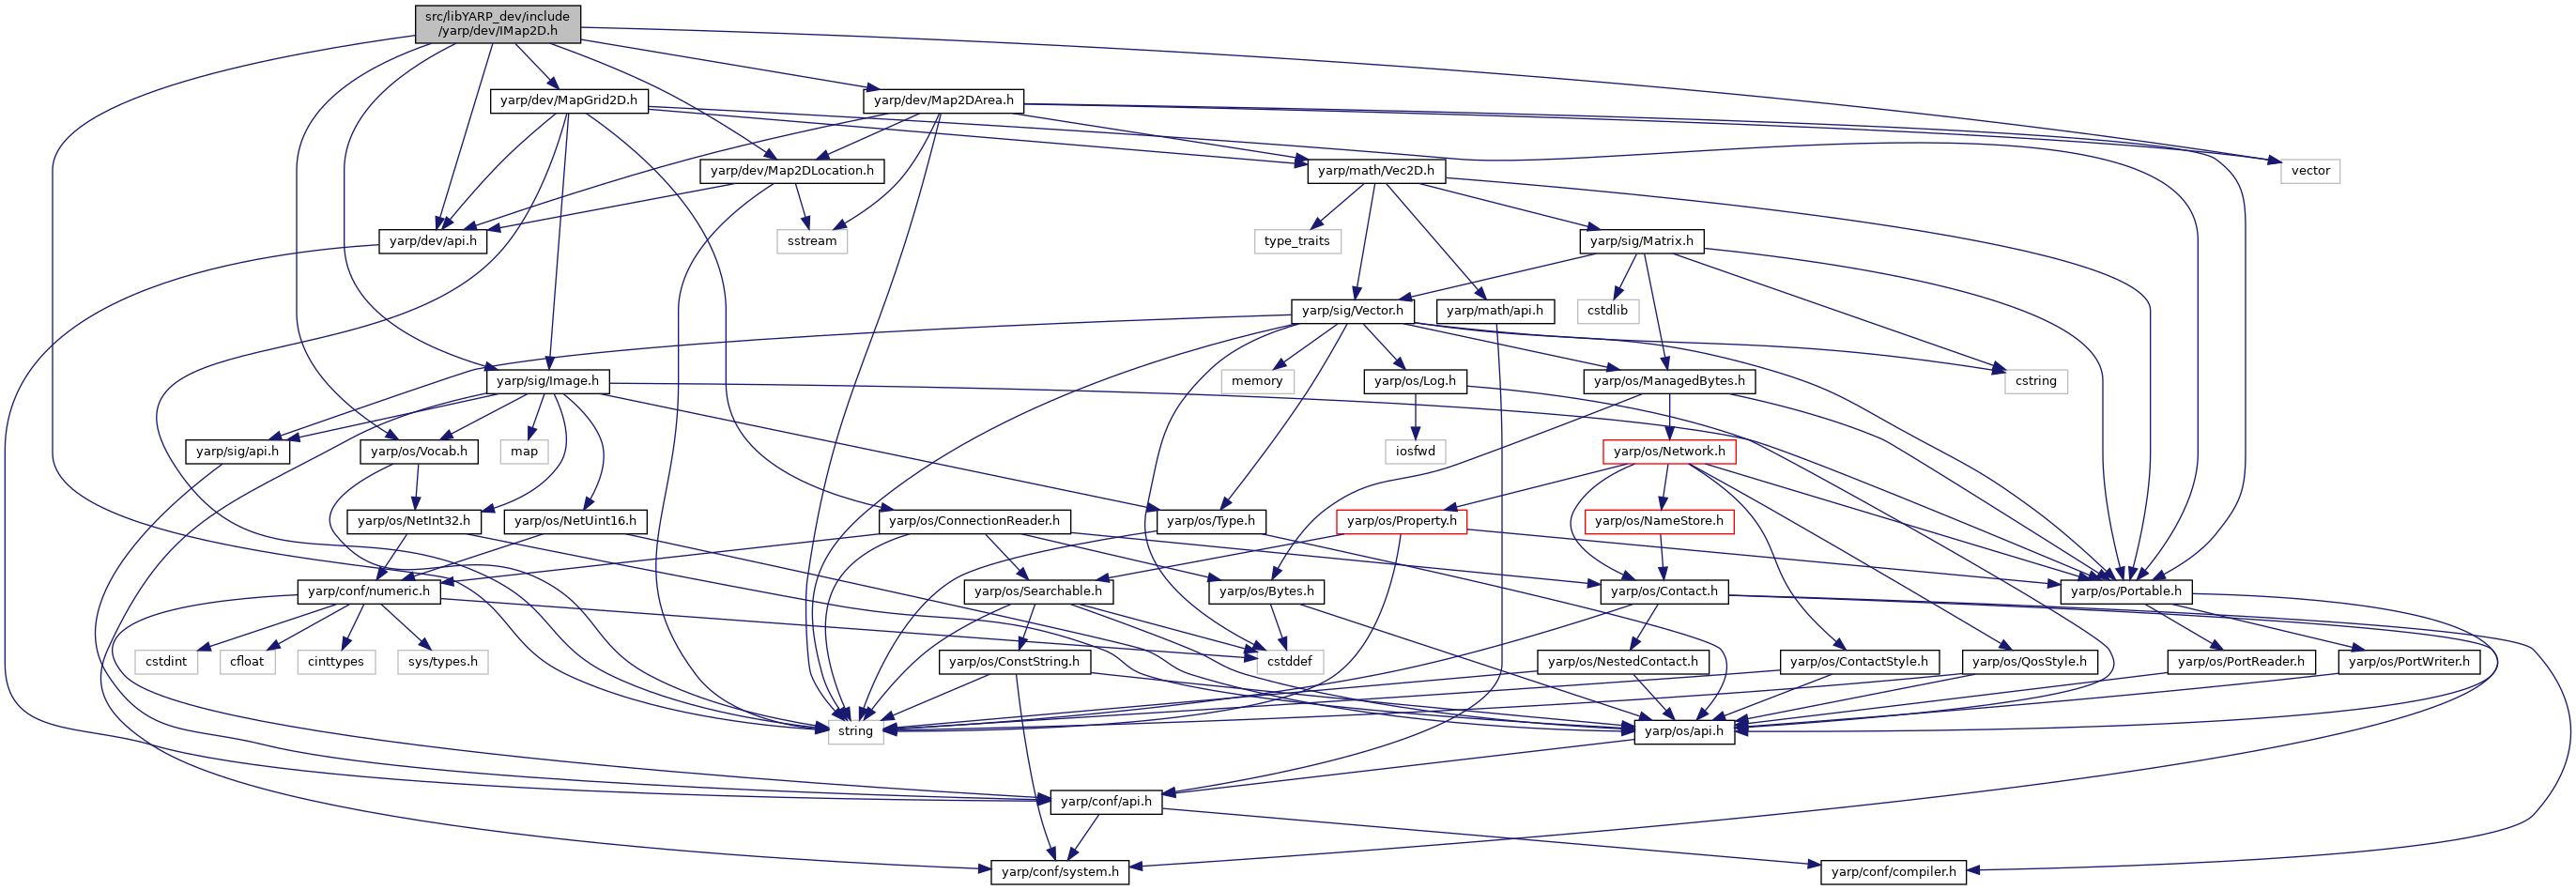 src/libYARP_dev/include
/yarp/dev/IMap2D.h
yarp/dev/MapGrid2D.h
yarp/dev/Map2DArea.h
yarp/dev/Map2DLocation.h
yarp/math/Vec2D.h
vector
yarp/dev/api.h
sstream
type_traits
yarp/sig/Matrix.h
yarp/sig/Vector.h
yarp/math/api.h
cstdlib
yarp/sig/Image.h
memory
yarp/os/Log.h
yarp/os/ManagedBytes.h
cstring
yarp/sig/api.h
yarp/os/Vocab.h
map
iosfwd
yarp/os/Network.h
yarp/os/NetInt32.h
yarp/os/NetUint16.h
yarp/os/ConnectionReader.h
yarp/os/Type.h
yarp/os/Property.h
yarp/os/NameStore.h
yarp/conf/numeric.h
yarp/os/Searchable.h
yarp/os/Bytes.h
yarp/os/Contact.h
yarp/os/Portable.h
cstdint
cfloat
cinttypes
sys/types.h
yarp/os/ConstString.h
cstddef
yarp/os/NestedContact.h
yarp/os/ContactStyle.h
yarp/os/QosStyle.h
yarp/os/PortReader.h
yarp/os/PortWriter.h
string
yarp/os/api.h
yarp/conf/api.h
yarp/conf/system.h
yarp/conf/compiler.h